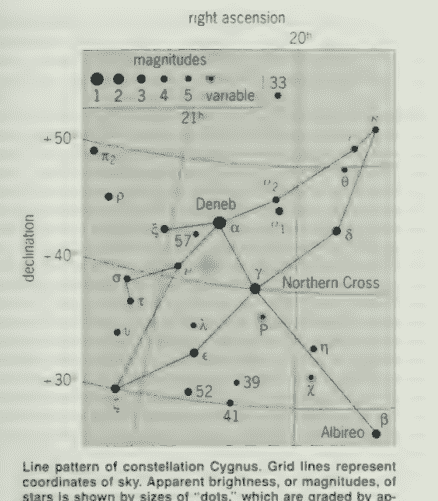 right ascension
20ʰ
magnitudes
33
1 2 3 4 5 variable
21ʰ
κ
+50°
π₂
ι
θ
ρ
o₂
Deneb
o₁
ξ
α
57
δ
declination
ν
+40°
γ
σ
Northern Cross
τ
P
υ
λ
η
ε
+30°
39
χ
52
ζ
41
β
Albireo
Line pattern of constellation Cygnus. Grid lines represent
coordinates of sky. Apparent brightness, or magnitudes, of
stars is shown by sizes of "dots," which are graded by ap-